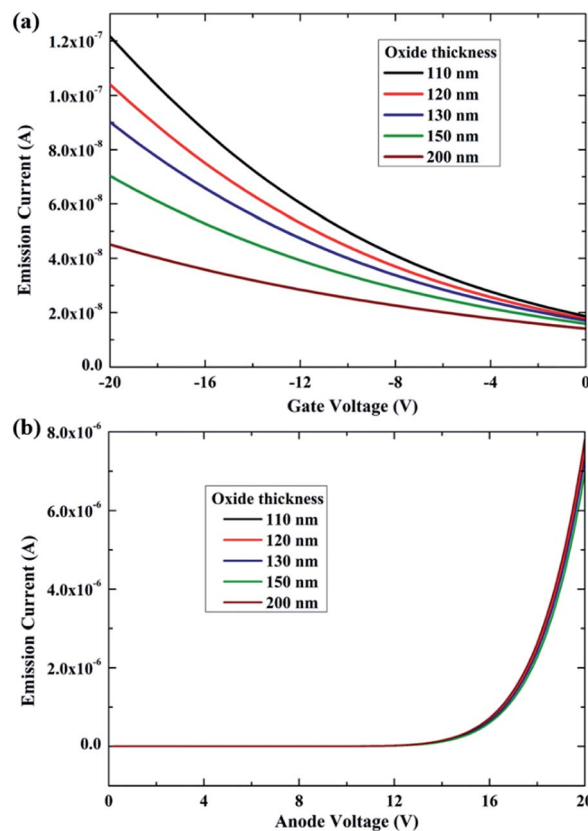 (a)
1.2x10⁻⁷
1.0x10⁻⁷
8.0x10⁻⁸
6.0x10⁻⁸
4.0x10⁻⁸
2.0x10⁻⁸
0.0
Emission Current (A)
Oxide thickness
110 nm
120 nm
130 nm
150 nm
200 nm
-20 -16 -12 -8 -4 0
Gate Voltage (V)
(b)
8.0x10⁻⁶
6.0x10⁻⁶
4.0x10⁻⁶
2.0x10⁻⁶
0.0
Emission Current (A)
Oxide thickness
110 nm
120 nm
130 nm
150 nm
200 nm
0 4 8 12 16 20
Anode Voltage (V)